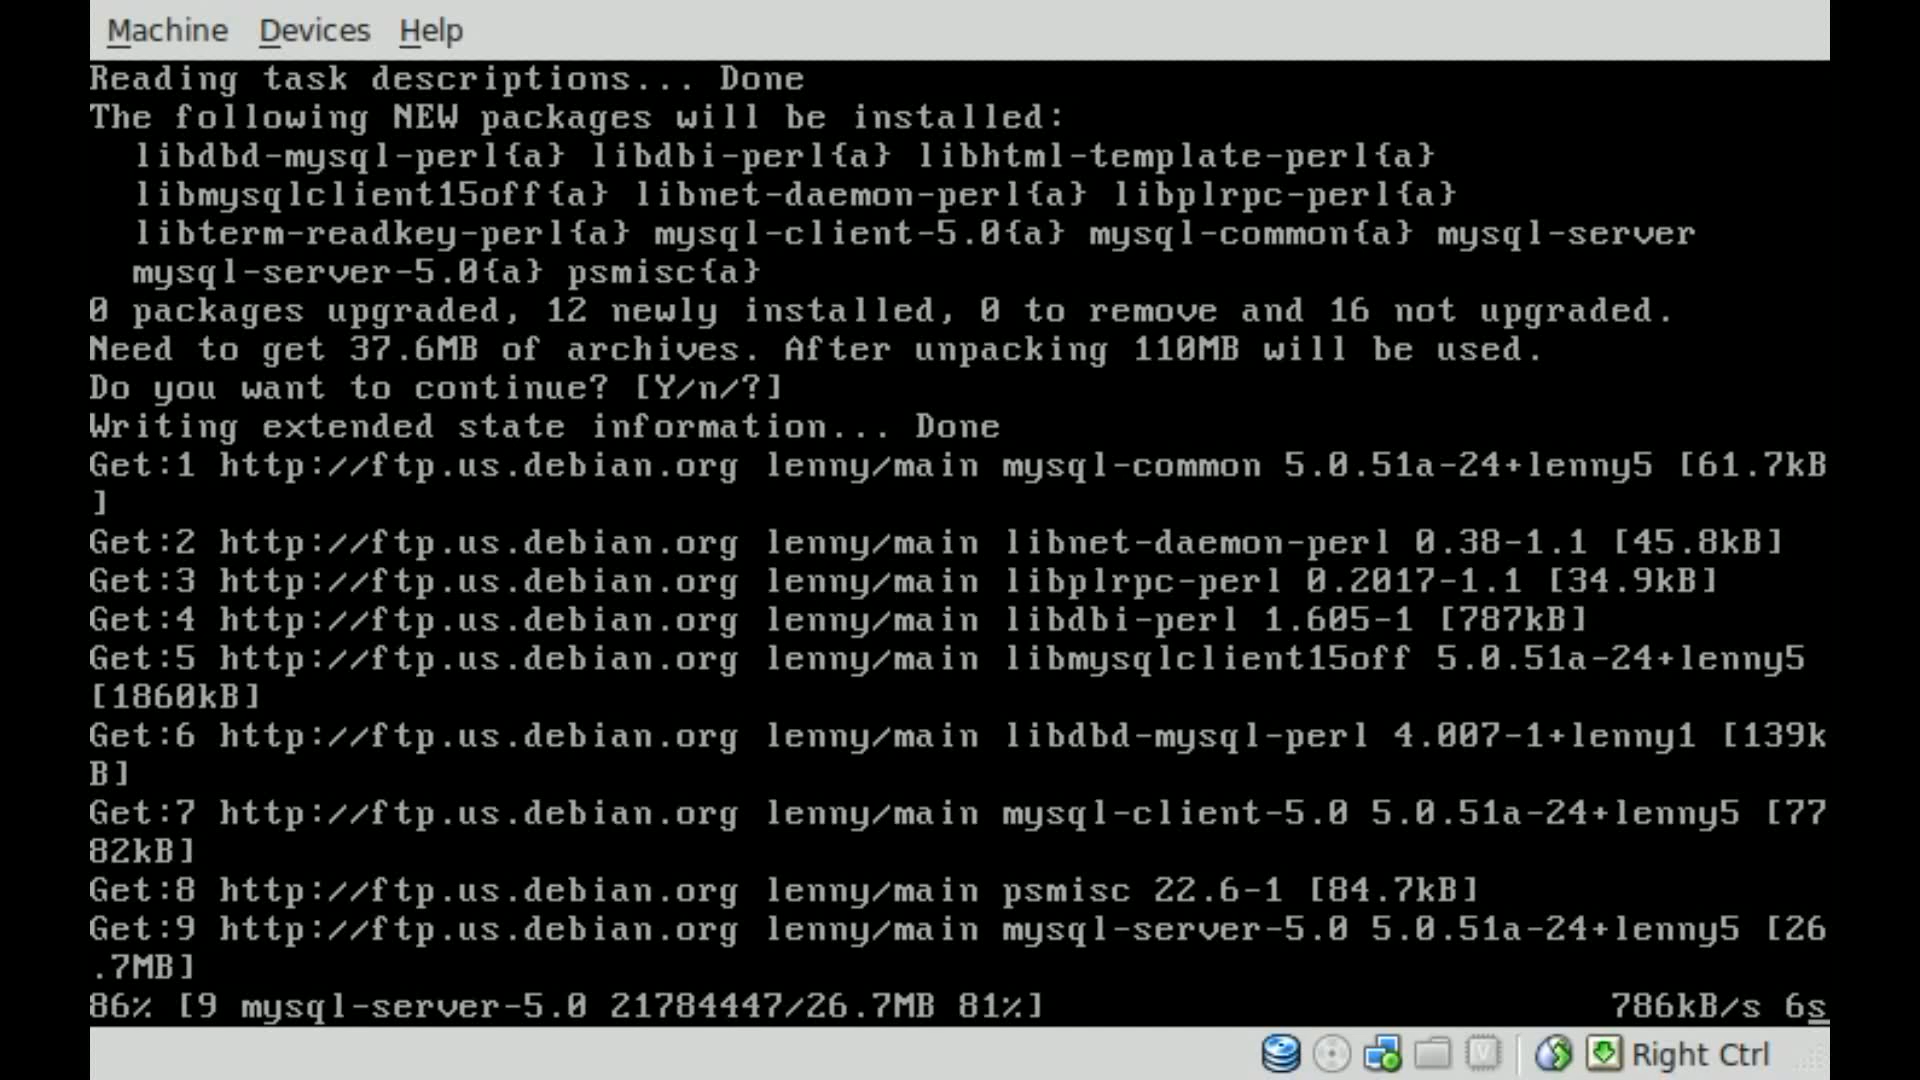 Machine Devices Help
Reading task descriptions... Done
The following NEW packages will be installed:
libdbd-mysql-perl{a} libdbi-perl{a} libhtml-template-perl{a}
libmysqlclient15off{a} libnet-daemon-perl{a} libplrpc-perl{a}
libterm-readkey-perl{a} mysql-client-5.0{a} mysql-common{a} mysql-server
mysql-server-5.0{a} psmisc{a}
0 packages upgraded, 12 newly installed, 0 to remove and 16 not upgraded.
Need to get 37.6MB of archives. After unpacking 110MB will be used.
Do you want to continue? [Y/n/?]
Writing extended state information... Done
Get:1 http://ftp.us.debian.org lenny/main mysql-common 5.0.51a-24+lenny5 [61.7kB
]
Get:2 http://ftp.us.debian.org lenny/main libnet-daemon-perl 0.38-1.1 [45.8kB]
Get:3 http://ftp.us.debian.org lenny/main libplrpc-perl 0.2017-1.1 [34.9kB]
Get:4 http://ftp.us.debian.org lenny/main libdbi-perl 1.605-1 [787kB]
Get:5 http://ftp.us.debian.org lenny/main libmysqlclient15off 5.0.51a-24+lenny5
[1860kB]
Get:6 http://ftp.us.debian.org lenny/main libdbd-mysql-perl 4.007-1+lenny1 [139k
B]
Get:7 http://ftp.us.debian.org lenny/main mysql-client-5.0 5.0.51a-24+lenny5 [77
82kB]
Get:8 http://ftp.us.debian.org lenny/main psmisc 22.6-1 [84.7kB]
Get:9 http://ftp.us.debian.org lenny/main mysql-server-5.0 5.0.51a-24+lenny5 [26
.7MB]
86% [9 mysql-server-5.0 21784447/26.7MB 81%] 786kB/s 6s
Right Ctrl